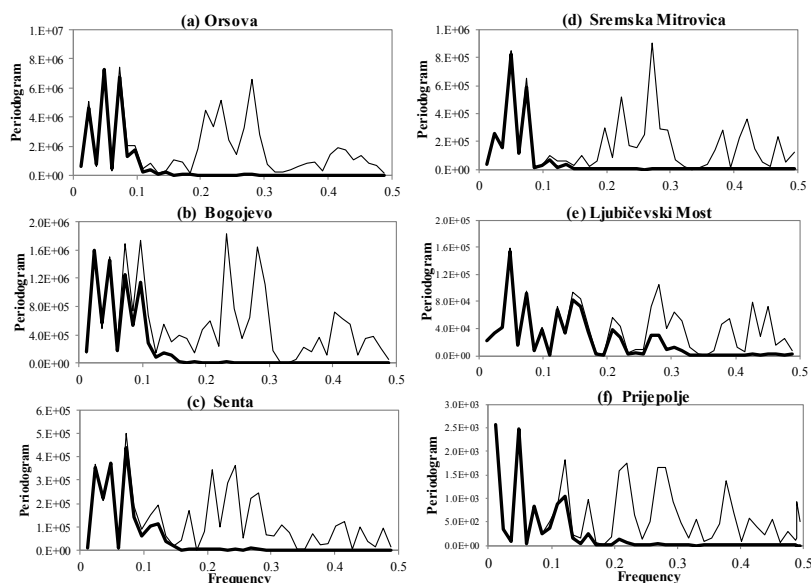 (a) Orsova
Periodogram
1.E+07
8.E+06
6.E+06
4.E+06
2.E+06
0.E+00
0 0.1 0.2 0.3 0.4 0.5
(b) Bogojevo
Periodogram
2.0E+06
1.6E+06
1.2E+06
8.0E+05
4.0E+05
0.0E+00
0 0.1 0.2 0.3 0.4 0.5
(c) Senta
Periodogram
6.E+05
5.E+05
4.E+05
3.E+05
2.E+05
1.E+05
0.E+00
0 0.1 0.2 0.3 0.4 0.5
Frequency
(d) Sremska Mitrovica
Periodogram
1.E+06
8.E+05
6.E+05
4.E+05
2.E+05
0.E+00
0 0.1 0.2 0.3 0.4 0.5
(e) Ljubičevski Most
Periodogram
2.0E+05
1.6E+05
1.2E+05
8.0E+04
4.0E+04
0.0E+00
0 0.1 0.2 0.3 0.4 0.5
(f) Prijepolje
Periodogram
3.0E+03
2.5E+03
2.0E+03
1.5E+03
1.0E+03
5.0E+02
0.0E+00
0 0.1 0.2 0.3 0.4 0.5
Frequency